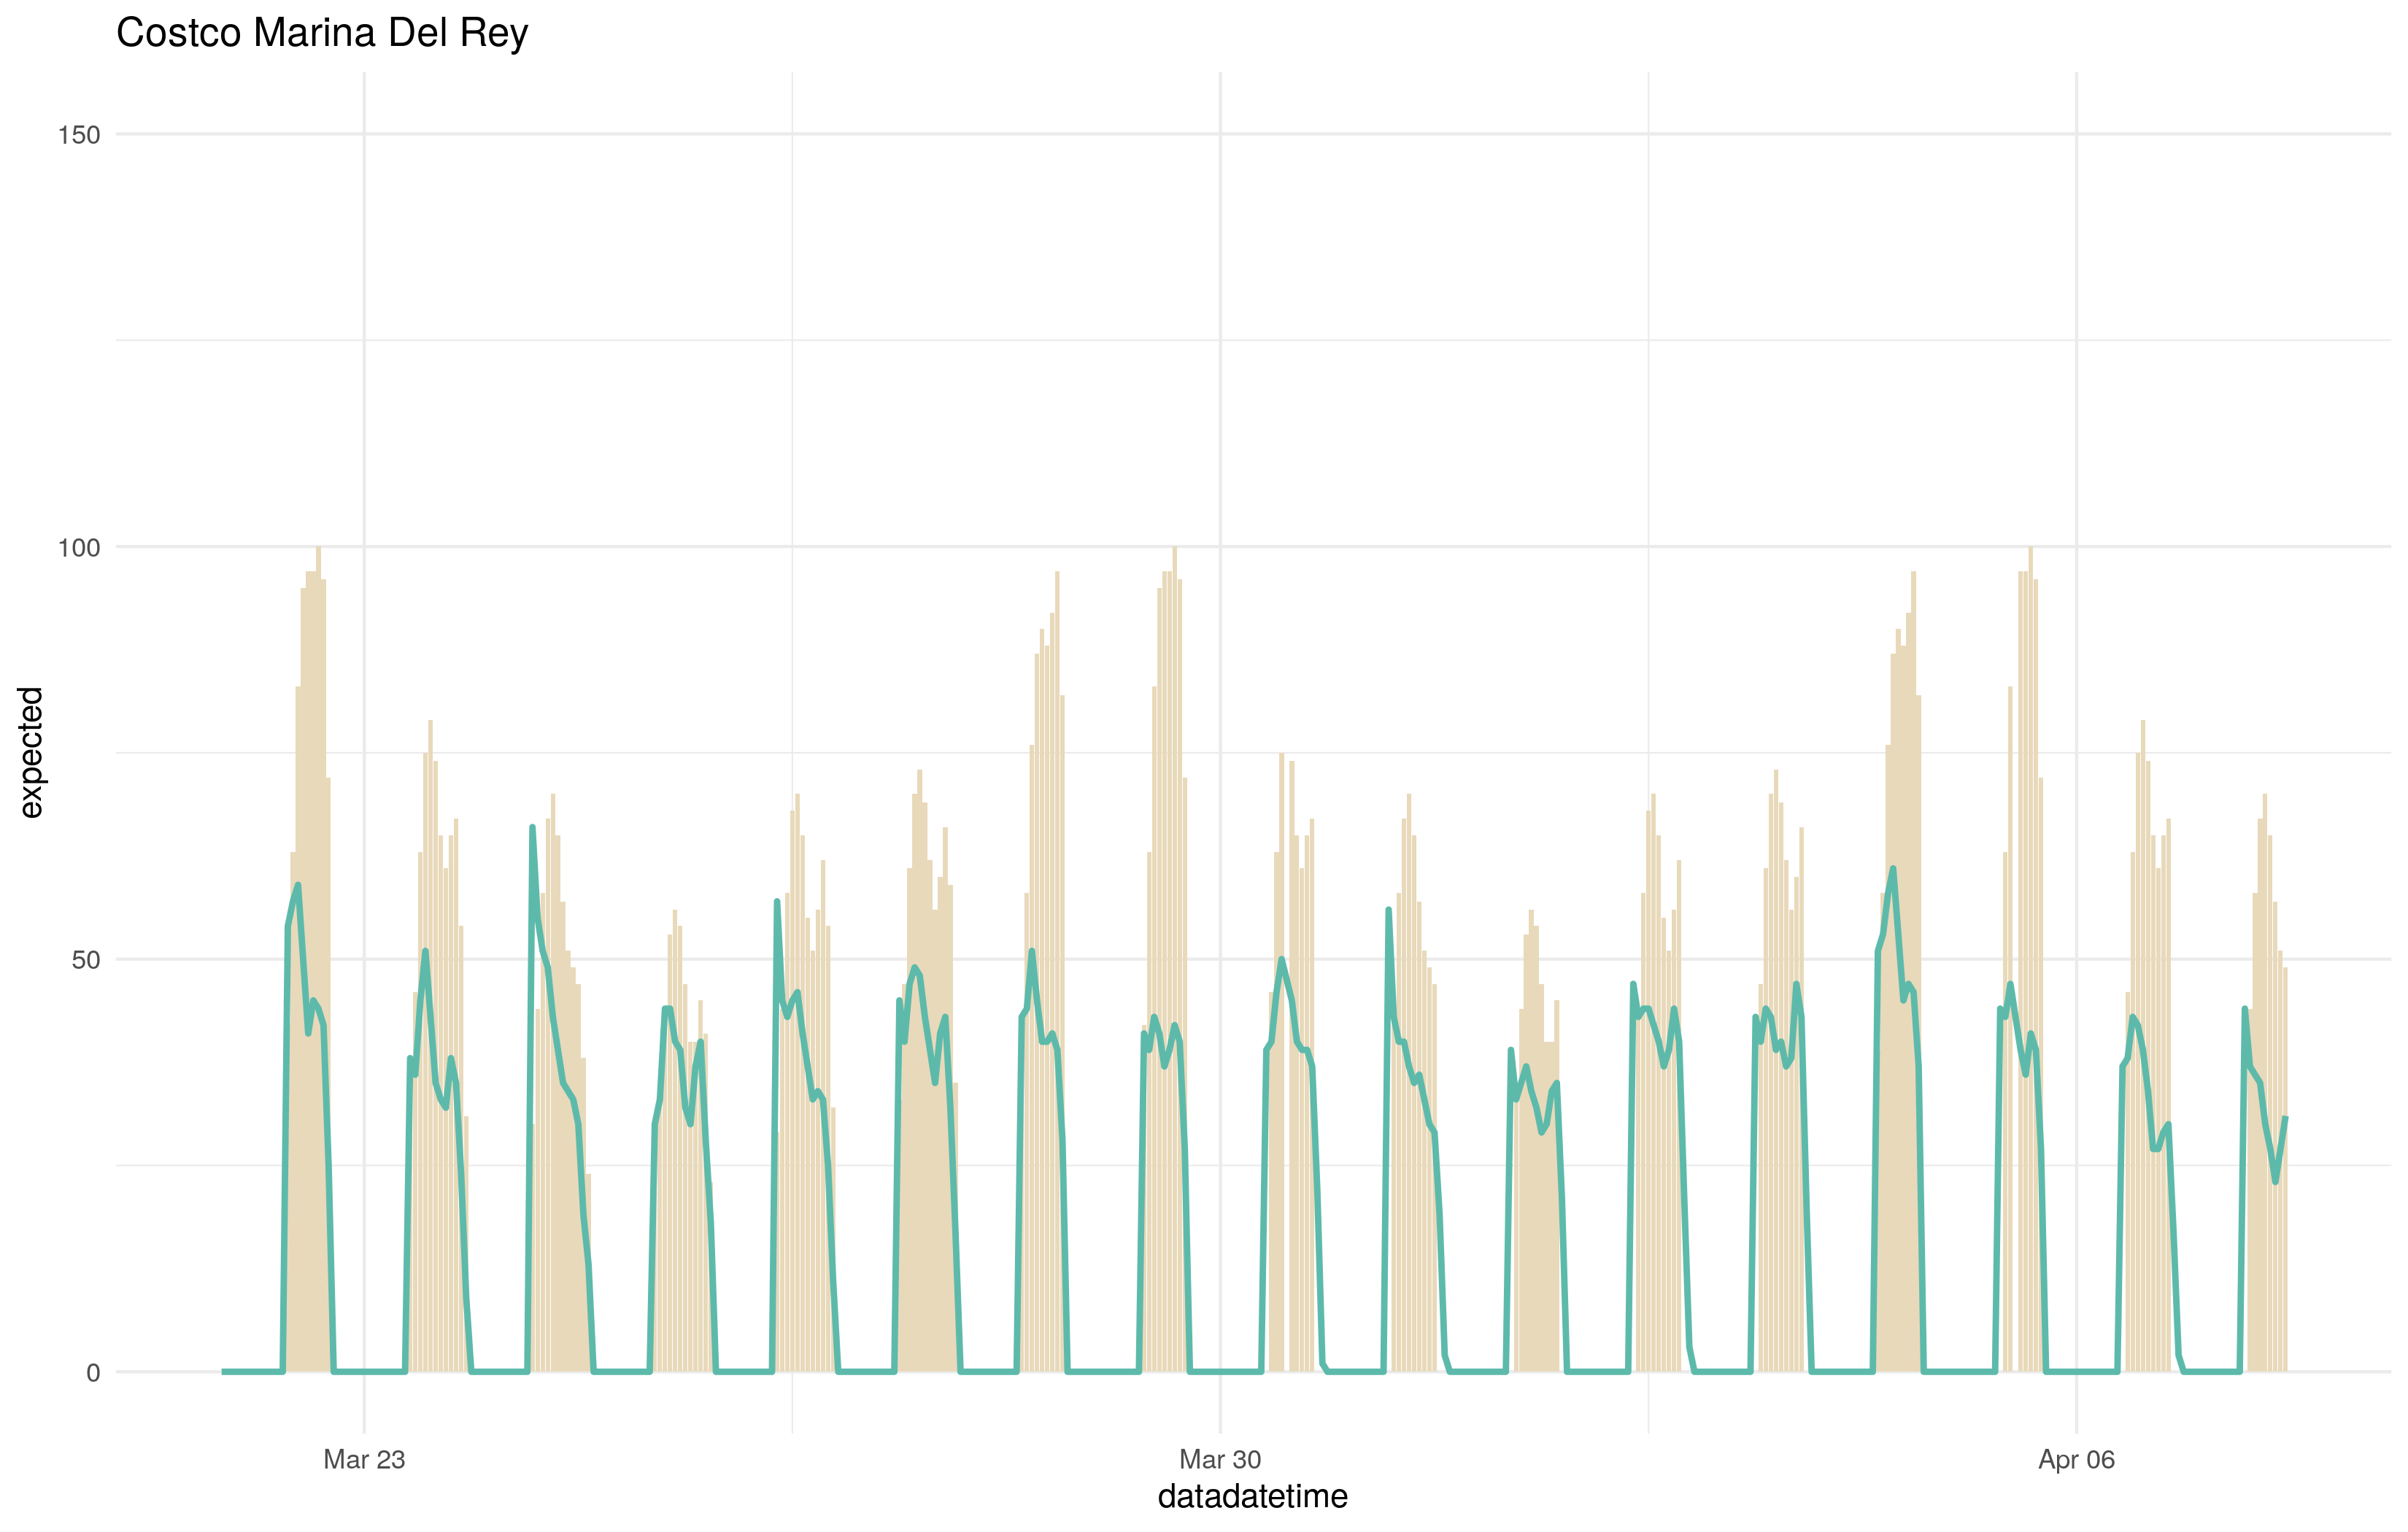 Costco Marina Del Rey
150
100
50
0
expected
Mar 23
Mar 30
Apr 06
datadatetime